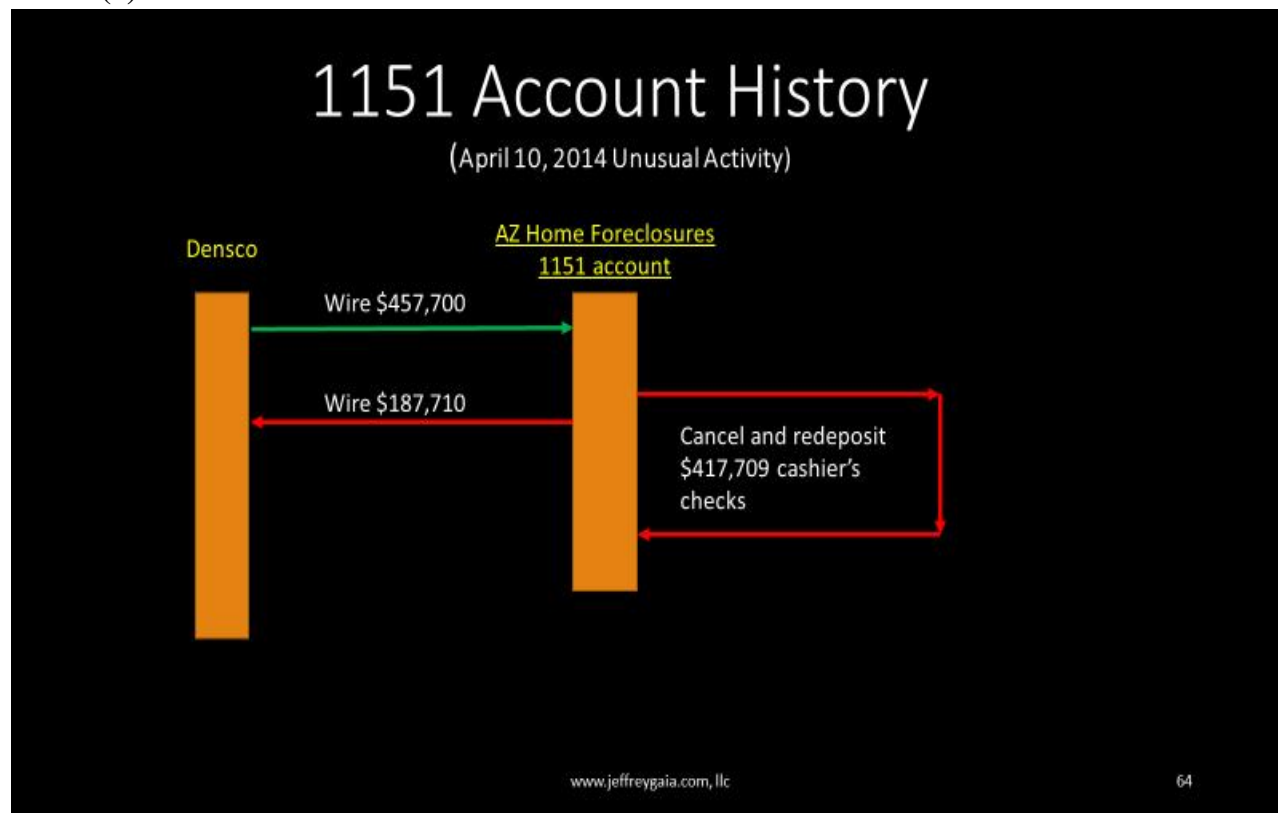 1151 Account History
(April 10, 2014 Unusual Activity)
Densco
AZ Home Foreclosures
1151 account
Wire $457,700
Wire $187,710
Cancel and redeposit
$417,709 cashier's
checks
www.jeffreygaia.com, llc
64